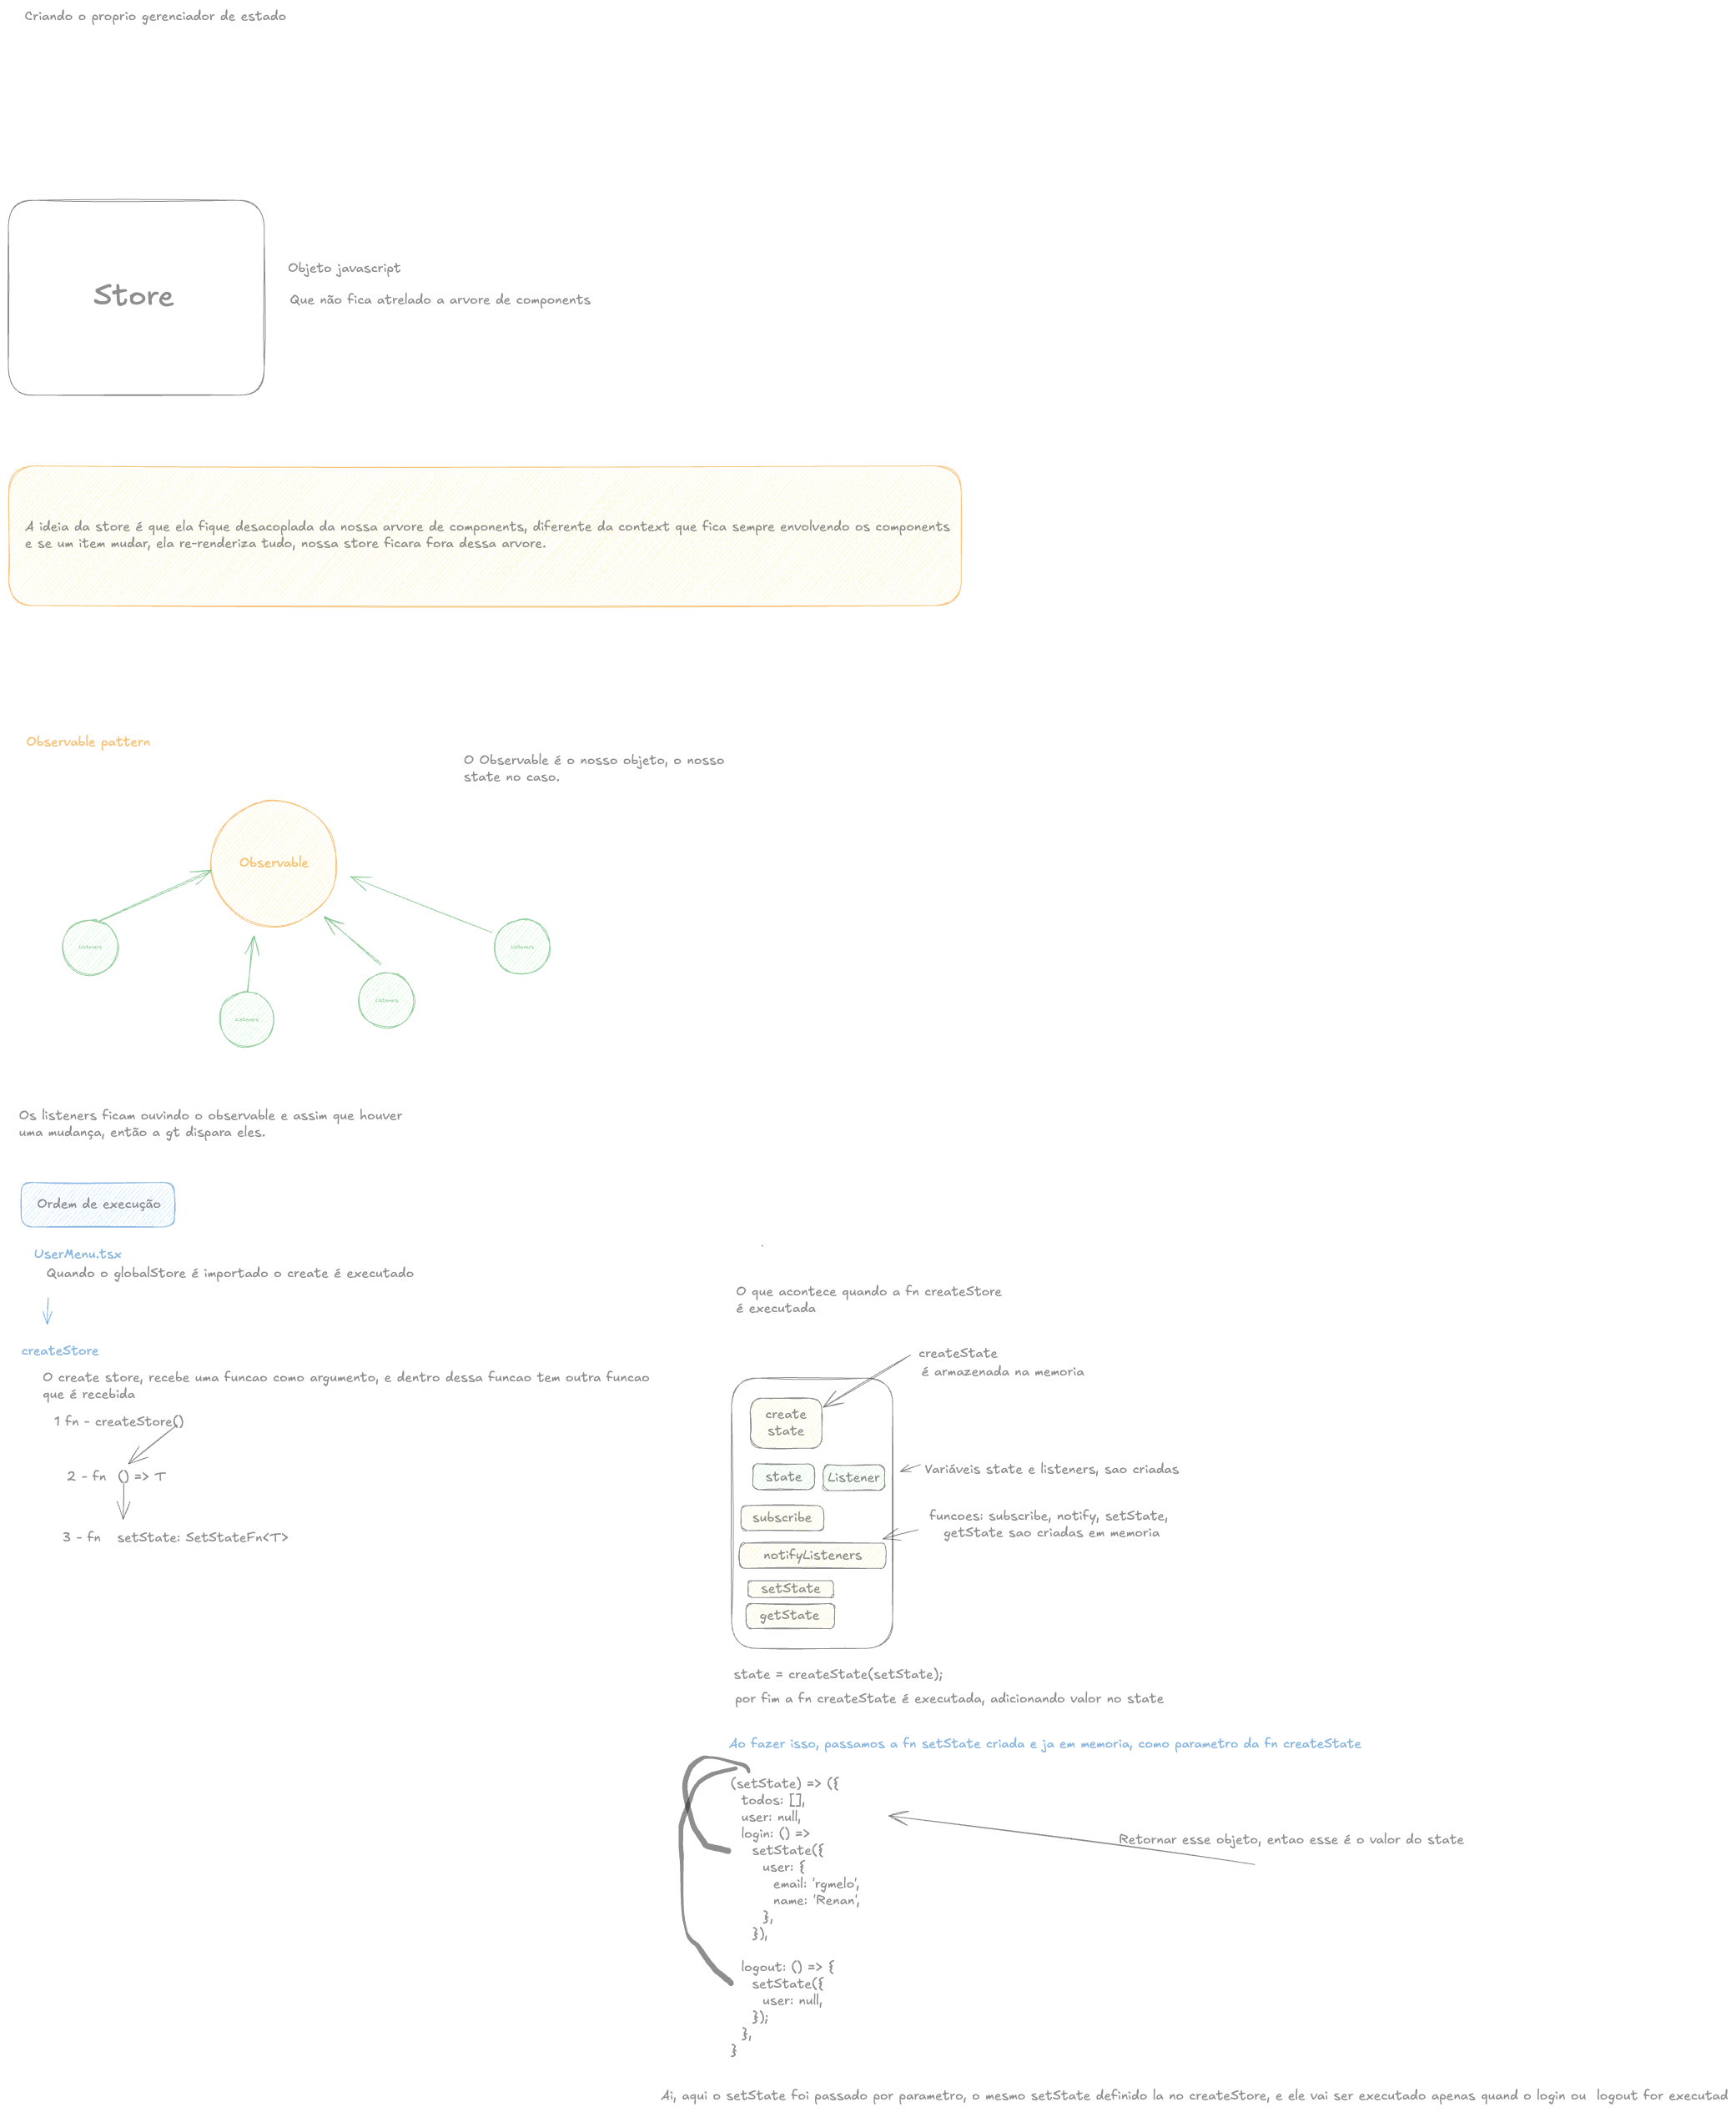 Criando o proprio gerenciador de estado
Store
Objeto javascript
Que não fica atrelado a arvore de components
A ideia da store é que ela fique desacoplada da nossa arvore de components, diferente da context que fica sempre envolvendo os components
e se um item mudar, ela re-renderiza tudo, nossa store ficara fora dessa arvore.
Observable pattern
O Observable é o nosso objeto, o nosso
state no caso.
Observable
Listeners
Listeners
Listeners
Listeners
Os listeners ficam ouvindo o observable e assim que houver
uma mudança, então a gt dispara eles.
Ordem de execução
UserMenu.tsx
Quando o globalStore é importado o create é executado
createStore
O create store, recebe uma funcao como argumento, e dentro dessa funcao tem outra funcao
que é recebida
1 fn - createStore()
2 - fn () => T
3 - fn setState: SetStateFn<T>
O que acontece quando a fn createStore
é executada
createState
é armazenada na memoria
create
state
state
Listener
Variáveis state e listeners, sao criadas
subscribe
funcoes: subscribe, notify, setState,
getState sao criadas em memoria
notifyListeners
setState
getState
state = createState(setState);
por fim a fn createState é executada, adicionando valor no state
Ao fazer isso, passamos a fn setState criada e ja em memoria, como parametro da fn createState
(setState) => ({
todos: [],
user: null,
login: () =>
setState({
user: {
email: 'rgmelo',
name: 'Renan',
},
}),
logout: () => {
setState({
user: null,
});
},
}
Retornar esse objeto, entao esse é o valor do state
Ai, aqui o setState foi passado por parametro, o mesmo setState definido la no createStore, e ele vai ser executado apenas quando o login ou logout for executad